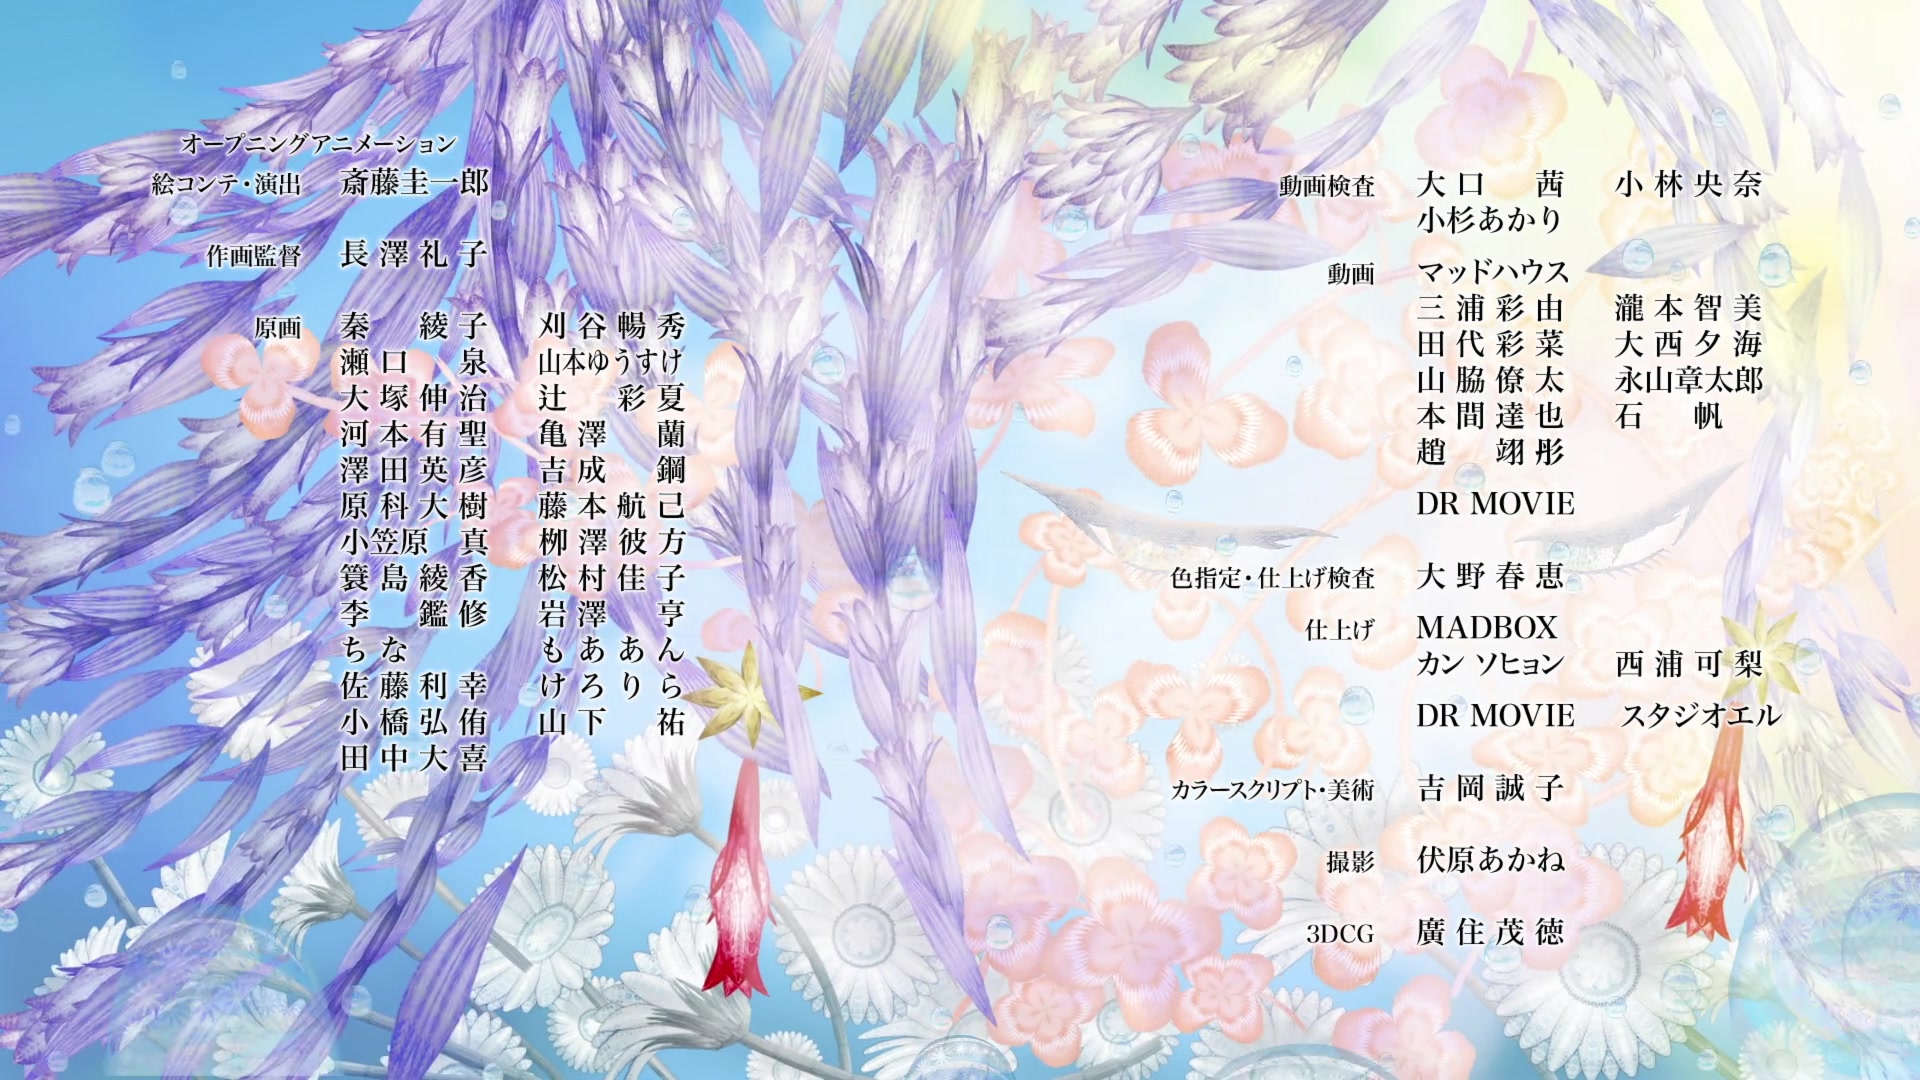 オープニングアニメーション
絵コンテ・演出 斎藤圭一郎
作画監督 長澤礼子
原画 秦 綾子 刈谷暢秀
瀬口 泉 山本ゆうすけ
大塚伸治 辻 彩夏
河本有聖 亀澤 蘭
澤田英彦 吉成 鋼
原科大樹 藤本航己
小笠原 真 栁澤彼方
簑島綾香 松村佳子
李 鑑修 岩澤 亨
ちな もああん
佐藤利幸 けろりら
小橋弘侑 山下 祐
田中大喜
動画検査 大口 茜 小林央奈
小杉あかり
動画 マッドハウス
三浦彩由 瀧本智美
田代彩菜 大西夕海
山脇僚太 永山章太郎
本間達也 石 帆
趙 翊彤
DR MOVIE
色指定・仕上げ検査 大野春恵
仕上げ MADBOX
カン ソヒョン 西浦可梨
DR MOVIE スタジオエル
カラースクリプト・美術 吉岡誠子
撮影 伏原あかね
3DCG 廣住茂徳